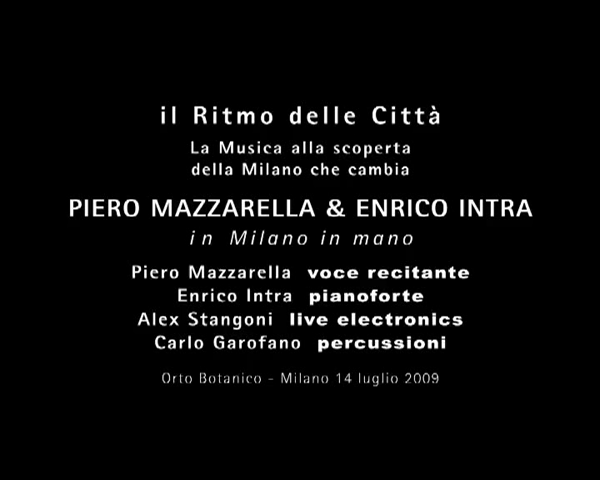 il Ritmo delle Città
La Musica alla scoperta
della Milano che cambia
PIERO MAZZARELLA & ENRICO INTRA
in Milano in mano
Piero Mazzarella voce recitante
Enrico Intra pianoforte
Alex Stangoni live electronics
Carlo Garofano percussioni
Orto Botanico - Milano 14 luglio 2009